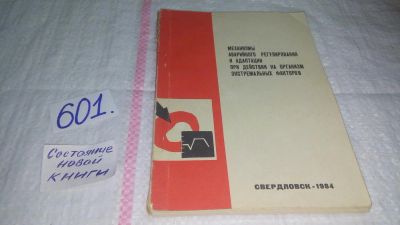 601.
Состояние
новой
книги
МЕХАНИЗМЫ
АВАРИЙНОГО РЕГУЛИРОВАНИЯ
И АДАПТАЦИИ
ПРИ ДЕЙСТВИИ НА ОРГАНИЗМ
ЭКСТРЕМАЛЬНЫХ ФАКТОРОВ
СВЕРДЛОВСК-1984